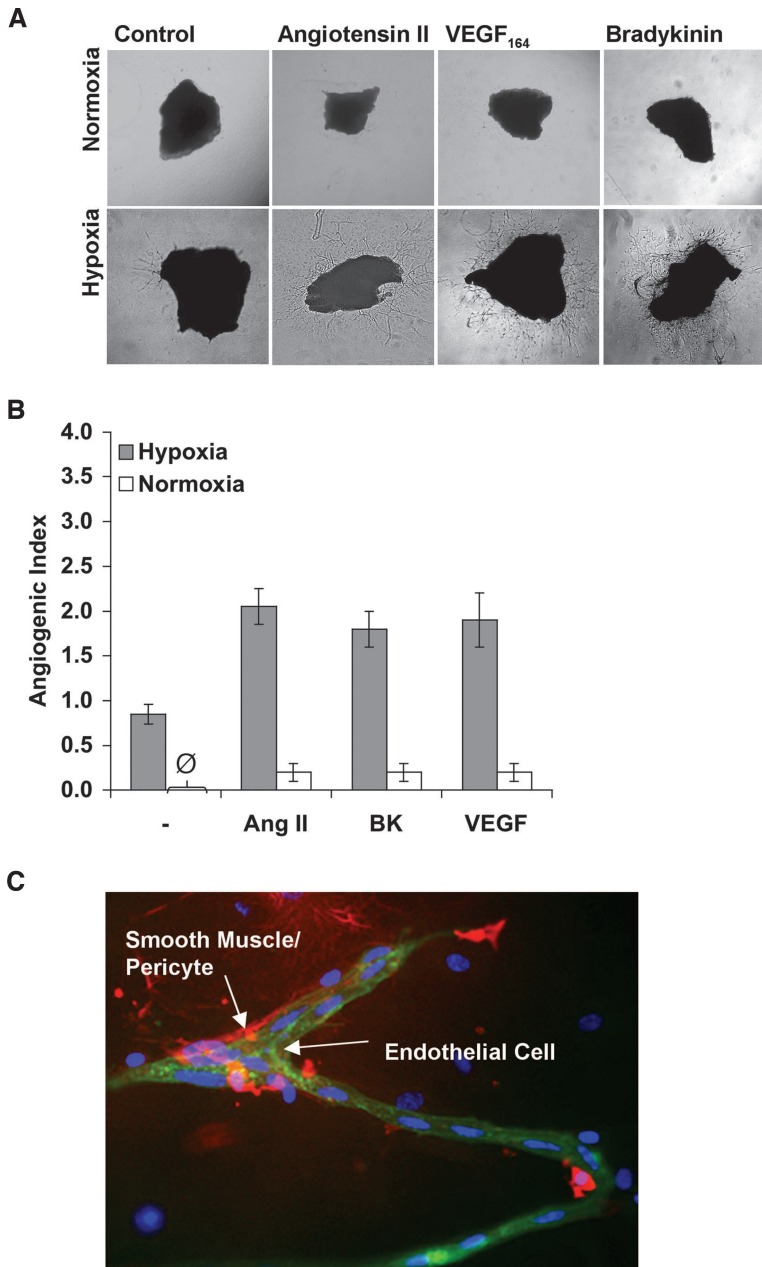 A
Control Angiotensin II VEGF164 Bradykinin
Normoxia
Hypoxia
B
Angiogenic Index
4.0
3.5
3.0
2.5
2.0
1.5
1.0
0.5
0.0
Hypoxia
Normoxia
Ø
- Ang II BK VEGF
C
Smooth Muscle/
Pericyte
Endothelial Cell